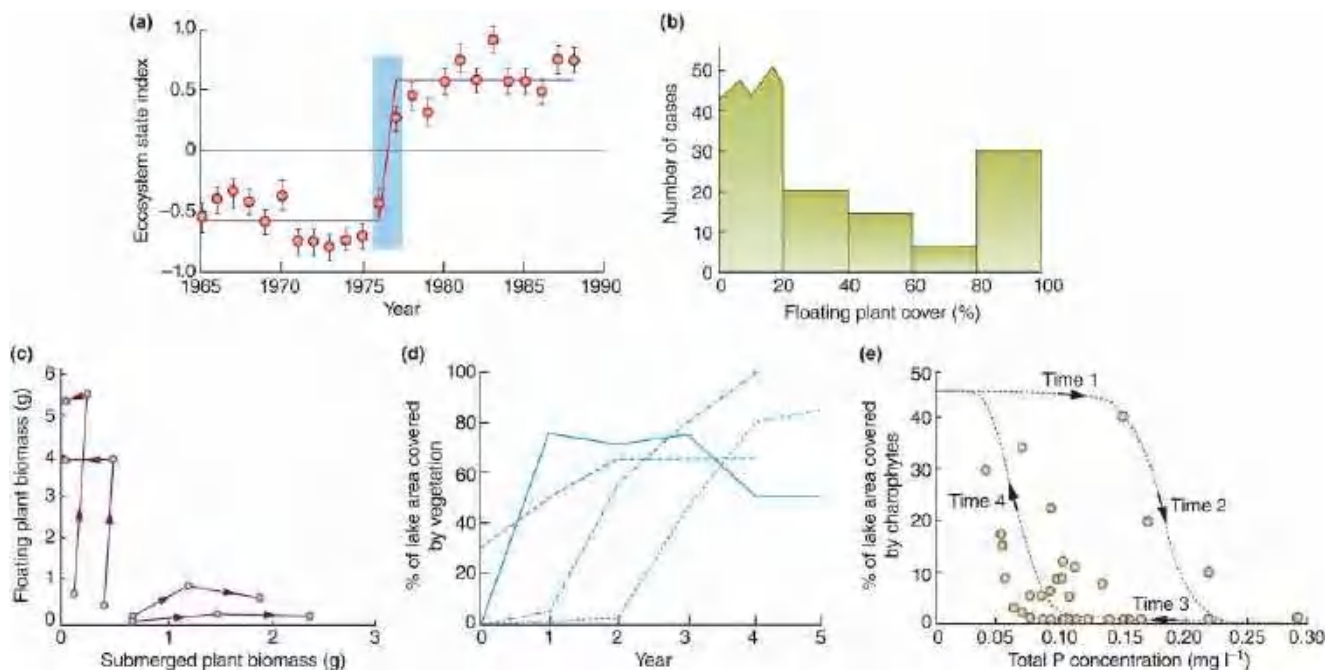 (a)
Ecosystem state index
1.0
0.5
0
−0.5
−1.0
1965 1970 1975 1980 1985 1990
Year
(b)
Number of cases
50
40
30
20
10
0
0 20 40 60 80 100
Floating plant cover (%)
(c)
Floating plant biomass (g)
6
5
4
3
2
1
0
0 1 2 3
Submerged plant biomass (g)
(d)
% of lake area covered
by vegetation
100
80
60
40
20
0
0 1 2 3 4 5
Year
(e)
% of lake area covered
by charophytes
50
40
30
20
10
0
Time 1
Time 4
Time 2
Time 3
0 0.05 0.10 0.15 0.20 0.25 0.30
Total P concentration (mg l−1)